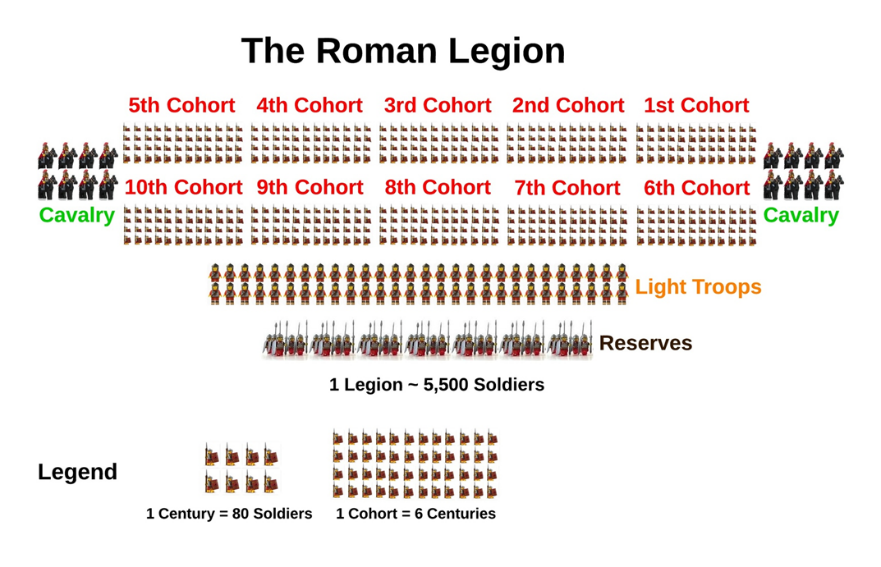 The Roman Legion
5th Cohort 4th Cohort 3rd Cohort 2nd Cohort 1st Cohort
10th Cohort 9th Cohort 8th Cohort 7th Cohort 6th Cohort
Cavalry Cavalry
Light Troops
Reserves
1 Legion ~ 5,500 Soldiers
Legend
1 Century = 80 Soldiers 1 Cohort = 6 Centuries